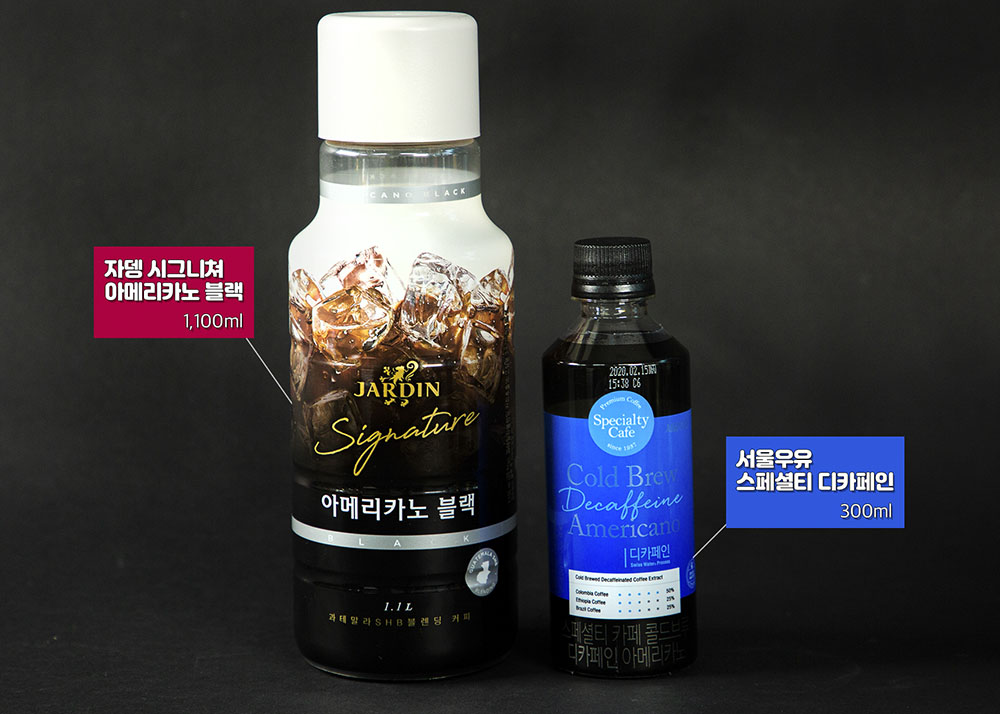 CANO BLACK
자뎅 시그니쳐
아메리카노 블랙
1,100ml
JARDIN
Signature
아메리카노 블랙
BLACK
GUATEMALA SHB
1.1L
과테말라SHB블렌딩 커피
2020.02.15
15:38 C6
Premium Coffee
Specialty
Cafe
since 1937
Cold Brew
Decaffeine
Americano
디카페인
Swiss Water Process
Cold Brewed Decaffeinated Coffee Extract
Colombia Coffee 50%
Ethiopia Coffee 25%
Brazil Coffee 25%
스페셜티 카페 콜드브루
디카페인 아메리카노
서울우유
스페셜티 디카페인
300ml